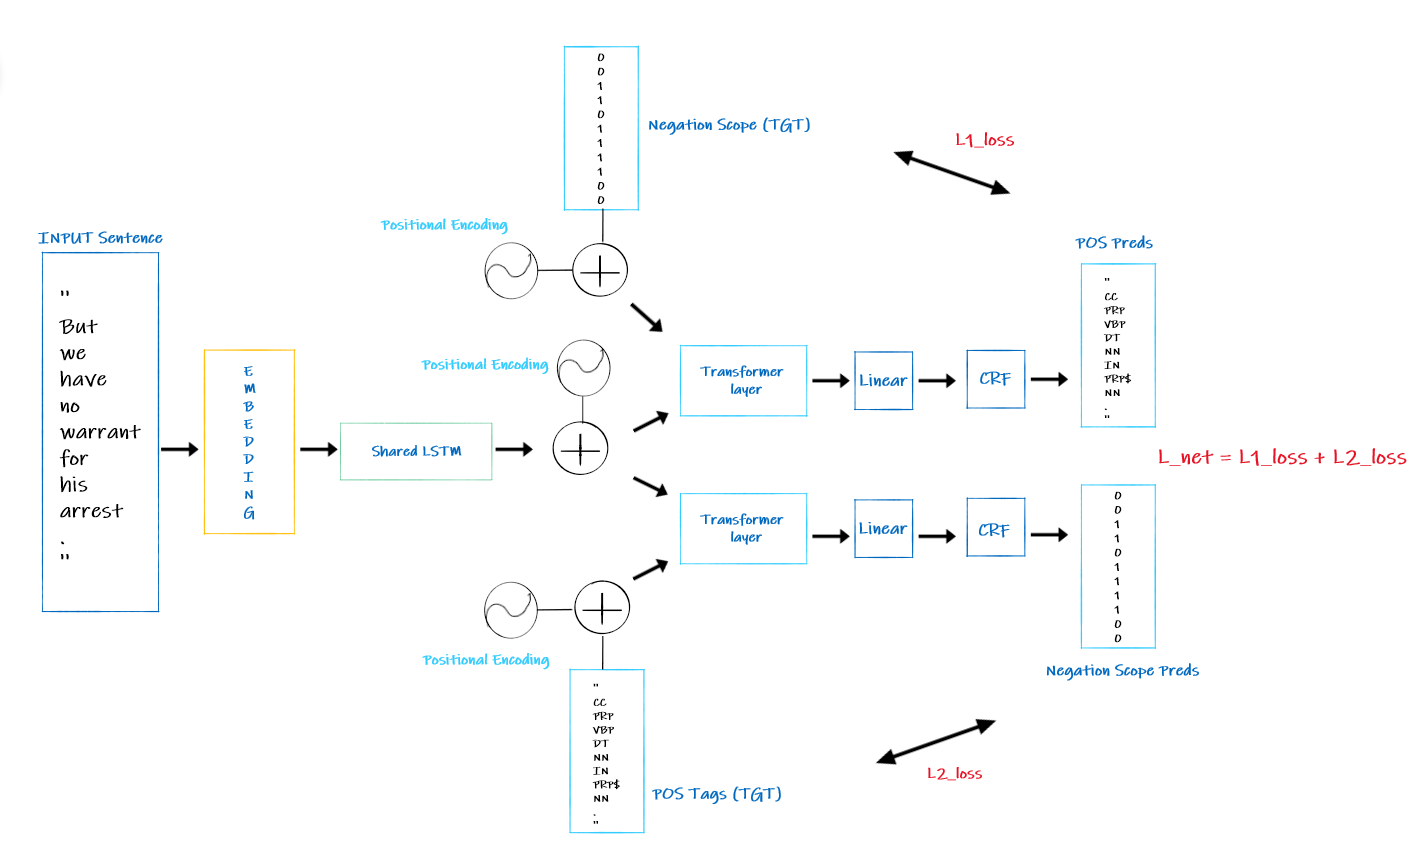 INPUT Sentence
"
But
we
have
no
warrant
for
his
arrest
.
"
E
M
B
E
D
D
I
N
G
Shared LSTM
0
0
1
1
0
1
1
1
1
0
0
Negation Scope (TGT)
Positional Encoding
Positional Encoding
Positional Encoding
"
CC
PRP
VBP
DT
NN
IN
PRP$
NN
.
"
POS Tags (TGT)
Transformer
layer
Linear
CRF
Transformer
layer
Linear
CRF
L1_loss
POS Preds
"
CC
PRP
VBP
DT
NN
IN
PRP$
NN
.
"
L_net = L1_loss + L2_loss
0
0
1
1
0
1
1
1
1
0
0
Negation Scope Preds
L2_loss